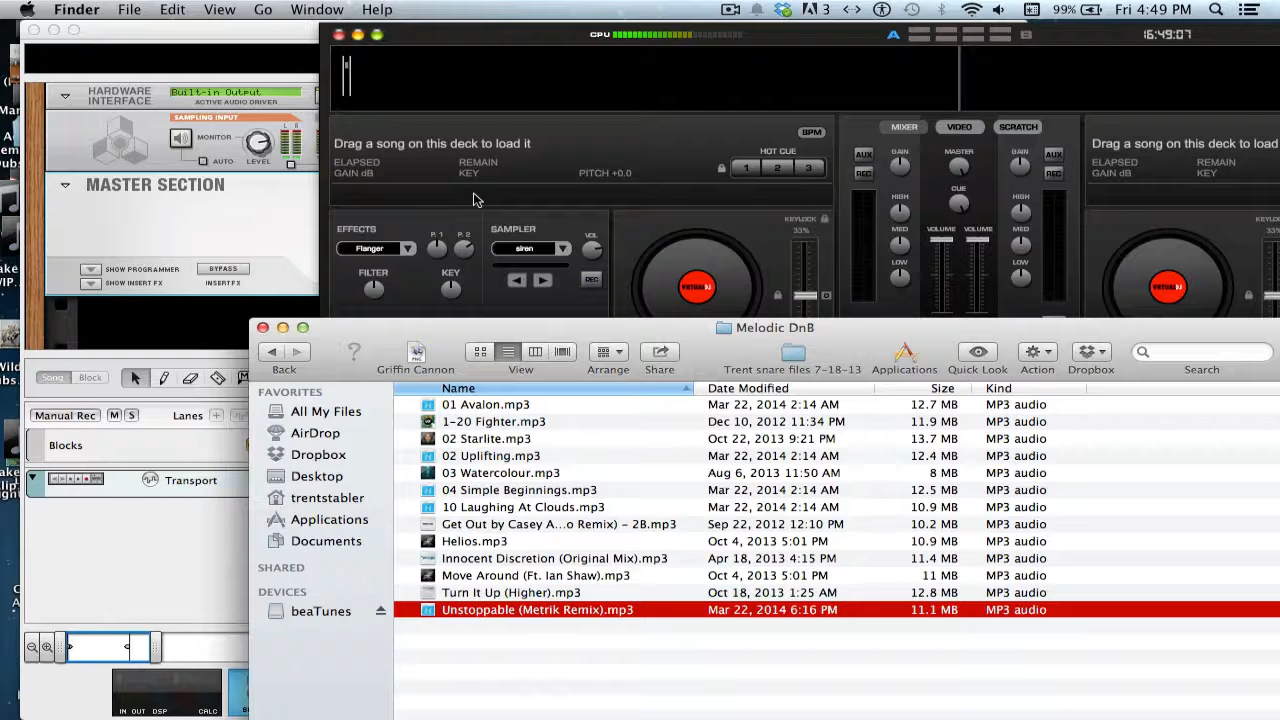 Finder File Edit View Go Window Help 3 99% Fri 4:49 PM
CPU A B 16:49:07
HARDWARE INTERFACE Built-in Output
ACTIVE AUDIO DRIVER
SAMPLING INPUT
MONITOR L R
AUTO LEVEL
MASTER SECTION
SHOW PROGRAMMER BYPASS
SHOW INSERT FX INSERT FX
Drag a song on this deck to load it BPM
ELAPSED REMAIN HOT CUE
GAIN dB KEY PITCH +0.0 1 2 3
MIXER VIDEO SCRATCH
Drag a song on this deck to load
ELAPSED REMAIN
GAIN dB KEY
AUX GAIN MASTER GAIN AUX
REC CUE REC
HIGH HIGH
MED VOLUME VOLUME MED
LOW LOW
EFFECTS P. 1 P. 2 SAMPLER VOL KEYLOCK KEYLOCK
Flanger siren 33% 33%
FILTER KEY REC
VIRTUAL DJ VIRTUAL DJ
Melodic DnB
Back Griffin Cannon View Arrange Share Trent snare files 7-18-13 Applications Quick Look Action Dropbox Search
Song Block
Manual Rec M S Lanes
Blocks
Transport
IN OUT DSP CALC
FAVORITES
All My Files
AirDrop
Dropbox
Desktop
trentstabler
Applications
Documents
SHARED
DEVICES
beaTunes
Name Date Modified Size Kind
01 Avalon.mp3 Mar 22, 2014 2:14 AM 12.7 MB MP3 audio
1-20 Fighter.mp3 Dec 10, 2012 11:34 PM 11.9 MB MP3 audio
02 Starlite.mp3 Oct 22, 2013 9:21 PM 13.7 MB MP3 audio
02 Uplifting.mp3 Mar 22, 2014 2:14 AM 12.4 MB MP3 audio
03 Watercolour.mp3 Aug 6, 2013 11:50 AM 8 MB MP3 audio
04 Simple Beginnings.mp3 Mar 22, 2014 2:14 AM 12.5 MB MP3 audio
10 Laughing At Clouds.mp3 Mar 22, 2014 2:14 AM 10.9 MB MP3 audio
Get Out by Casey A...o Remix) – 2B.mp3 Sep 22, 2012 12:10 PM 10.2 MB MP3 audio
Helios.mp3 Oct 4, 2013 5:01 PM 10.9 MB MP3 audio
Innocent Discretion (Original Mix).mp3 Apr 18, 2013 4:15 PM 11.4 MB MP3 audio
Move Around (Ft. Ian Shaw).mp3 Oct 4, 2013 5:01 PM 11 MB MP3 audio
Turn It Up (Higher).mp3 Oct 18, 2013 1:25 AM 12.8 MB MP3 audio
Unstoppable (Metrik Remix).mp3 Mar 22, 2014 6:16 PM 11.1 MB MP3 audio